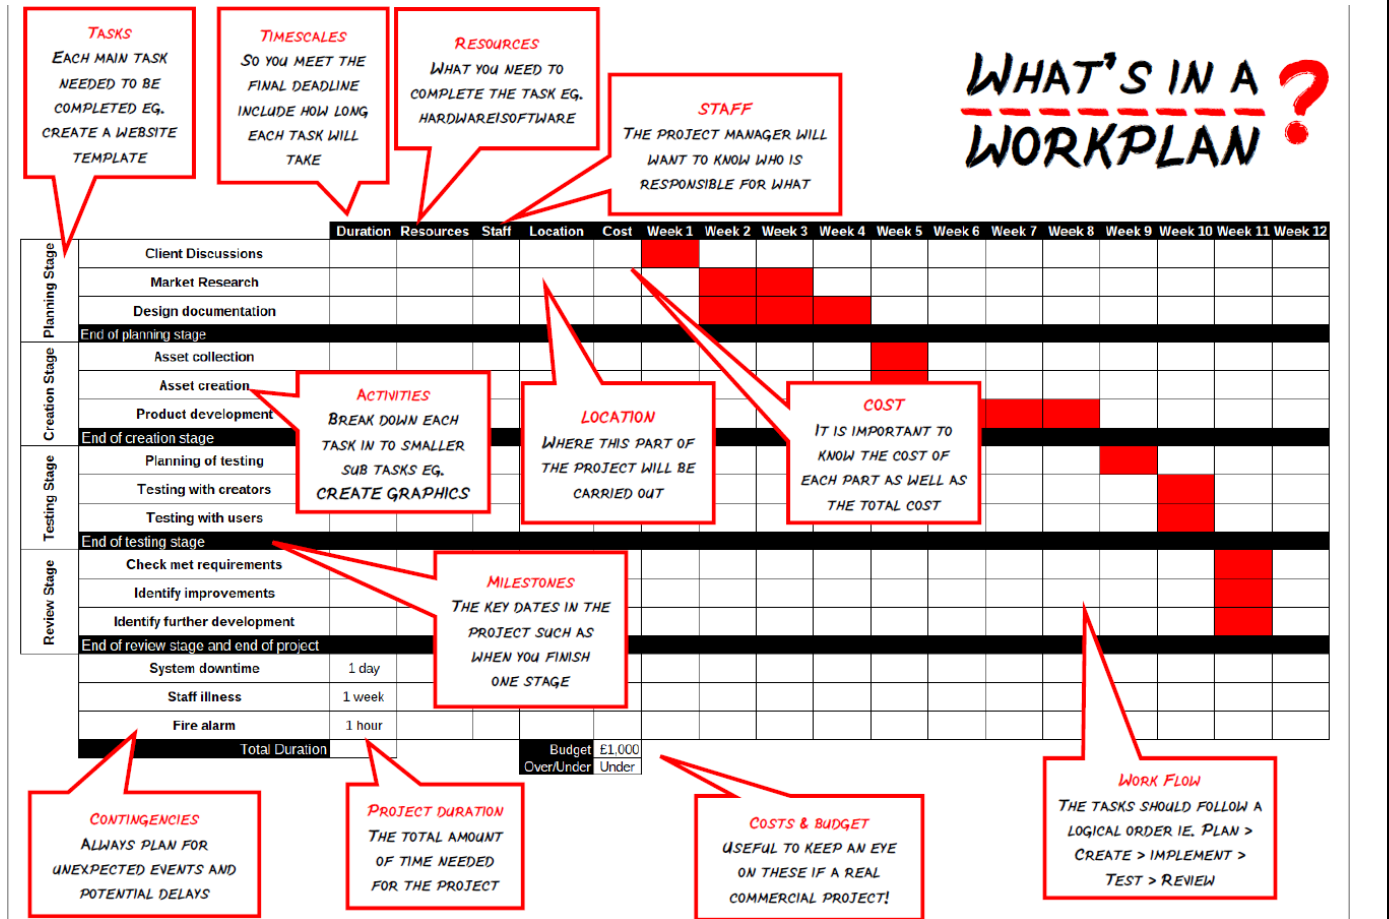 TASKS
EACH MAIN TASK
NEEDED TO BE
COMPLETED EG.
CREATE A WEBSITE
TEMPLATE
TIMESCALES
SO YOU MEET THE
FINAL DEADLINE
INCLUDE HOW LONG
EACH TASK WILL
TAKE
RESOURCES
WHAT YOU NEED TO
COMPLETE THE TASK EG.
HARDWARE|SOFTWARE
STAFF
THE PROJECT MANAGER WILL
WANT TO KNOW WHO IS
RESPONSIBLE FOR WHAT
WHAT'S IN A
WORKPLAN?
Duration Resources Staff Location Cost Week 1 Week 2 Week 3 Week 4 Week 5 Week 6 Week 7 Week 8 Week 9 Week 10 Week 11 Week 12
Planning Stage
Client Discussions
Market Research
Design documentation
End of planning stage
Creation Stage
Asset collection
Asset creation
Product development
End of creation stage
Testing Stage
Planning of testing
Testing with creators
Testing with users
End of testing stage
Review Stage
Check met requirements
Identify improvements
Identify further development
End of review stage and end of project
System downtime 1 day
Staff illness 1 week
Fire alarm 1 hour
Total Duration
Budget £1,000
Over/Under Under
ACTIVITIES
BREAK DOWN EACH
TASK IN TO SMALLER
SUB TASKS EG.
CREATE GRAPHICS
LOCATION
WHERE THIS PART OF
THE PROJECT WILL BE
CARRIED OUT
COST
IT IS IMPORTANT TO
KNOW THE COST OF
EACH PART AS WELL AS
THE TOTAL COST
MILESTONES
THE KEY DATES IN THE
PROJECT SUCH AS
WHEN YOU FINISH
ONE STAGE
CONTINGENCIES
ALWAYS PLAN FOR
UNEXPECTED EVENTS AND
POTENTIAL DELAYS
PROJECT DURATION
THE TOTAL AMOUNT
OF TIME NEEDED
FOR THE PROJECT
COSTS & BUDGET
USEFUL TO KEEP AN EYE
ON THESE IF A REAL
COMMERCIAL PROJECT!
WORK FLOW
THE TASKS SHOULD FOLLOW A
LOGICAL ORDER IE. PLAN >
CREATE > IMPLEMENT >
TEST > REVIEW